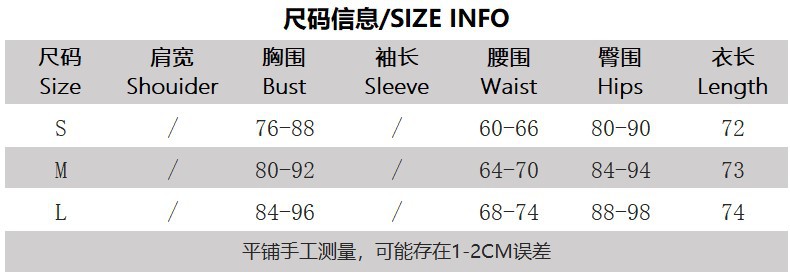 尺码信息/SIZE INFO
尺码 肩宽 胸围 袖长 腰围 臀围 衣长
Size Shouider Bust Sleeve Waist Hips Length
S / 76-88 / 60-66 80-90 72
M / 80-92 / 64-70 84-94 73
L / 84-96 / 68-74 88-98 74
平铺手工测量，可能存在1-2CM误差